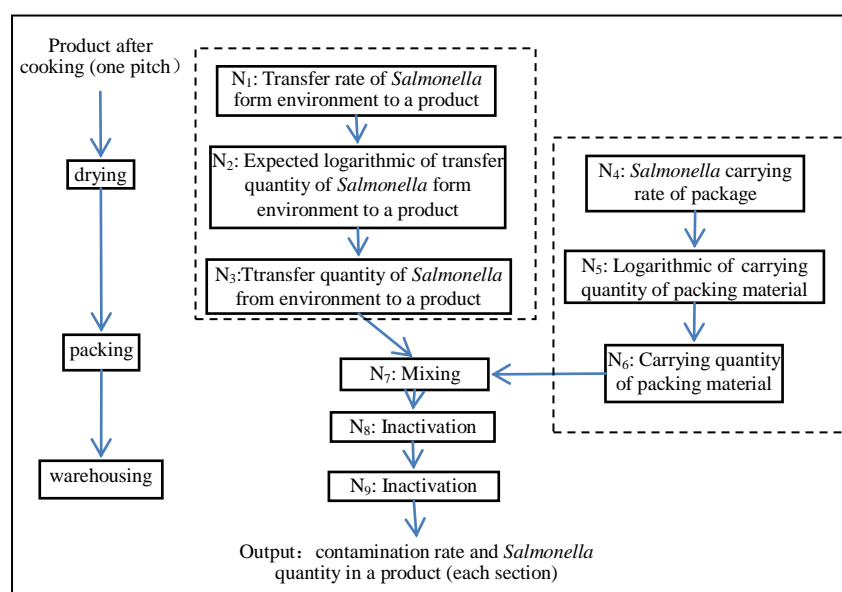 Product after
cooking (one pitch）
drying
packing
warehousing
N₁: Transfer rate of Salmonella
form environment to a product
N₂: Expected logarithmic of transfer
quantity of Salmonella form
environment to a product
N₃:Ttransfer quantity of Salmonella
from environment to a product
N₄: Salmonella carrying
rate of package
N₅: Logarithmic of carrying
quantity of packing material
N₆: Carrying quantity
of packing material
N₇: Mixing
N₈: Inactivation
N₉: Inactivation
Output： contamination rate and Salmonella
quantity in a product (each section)